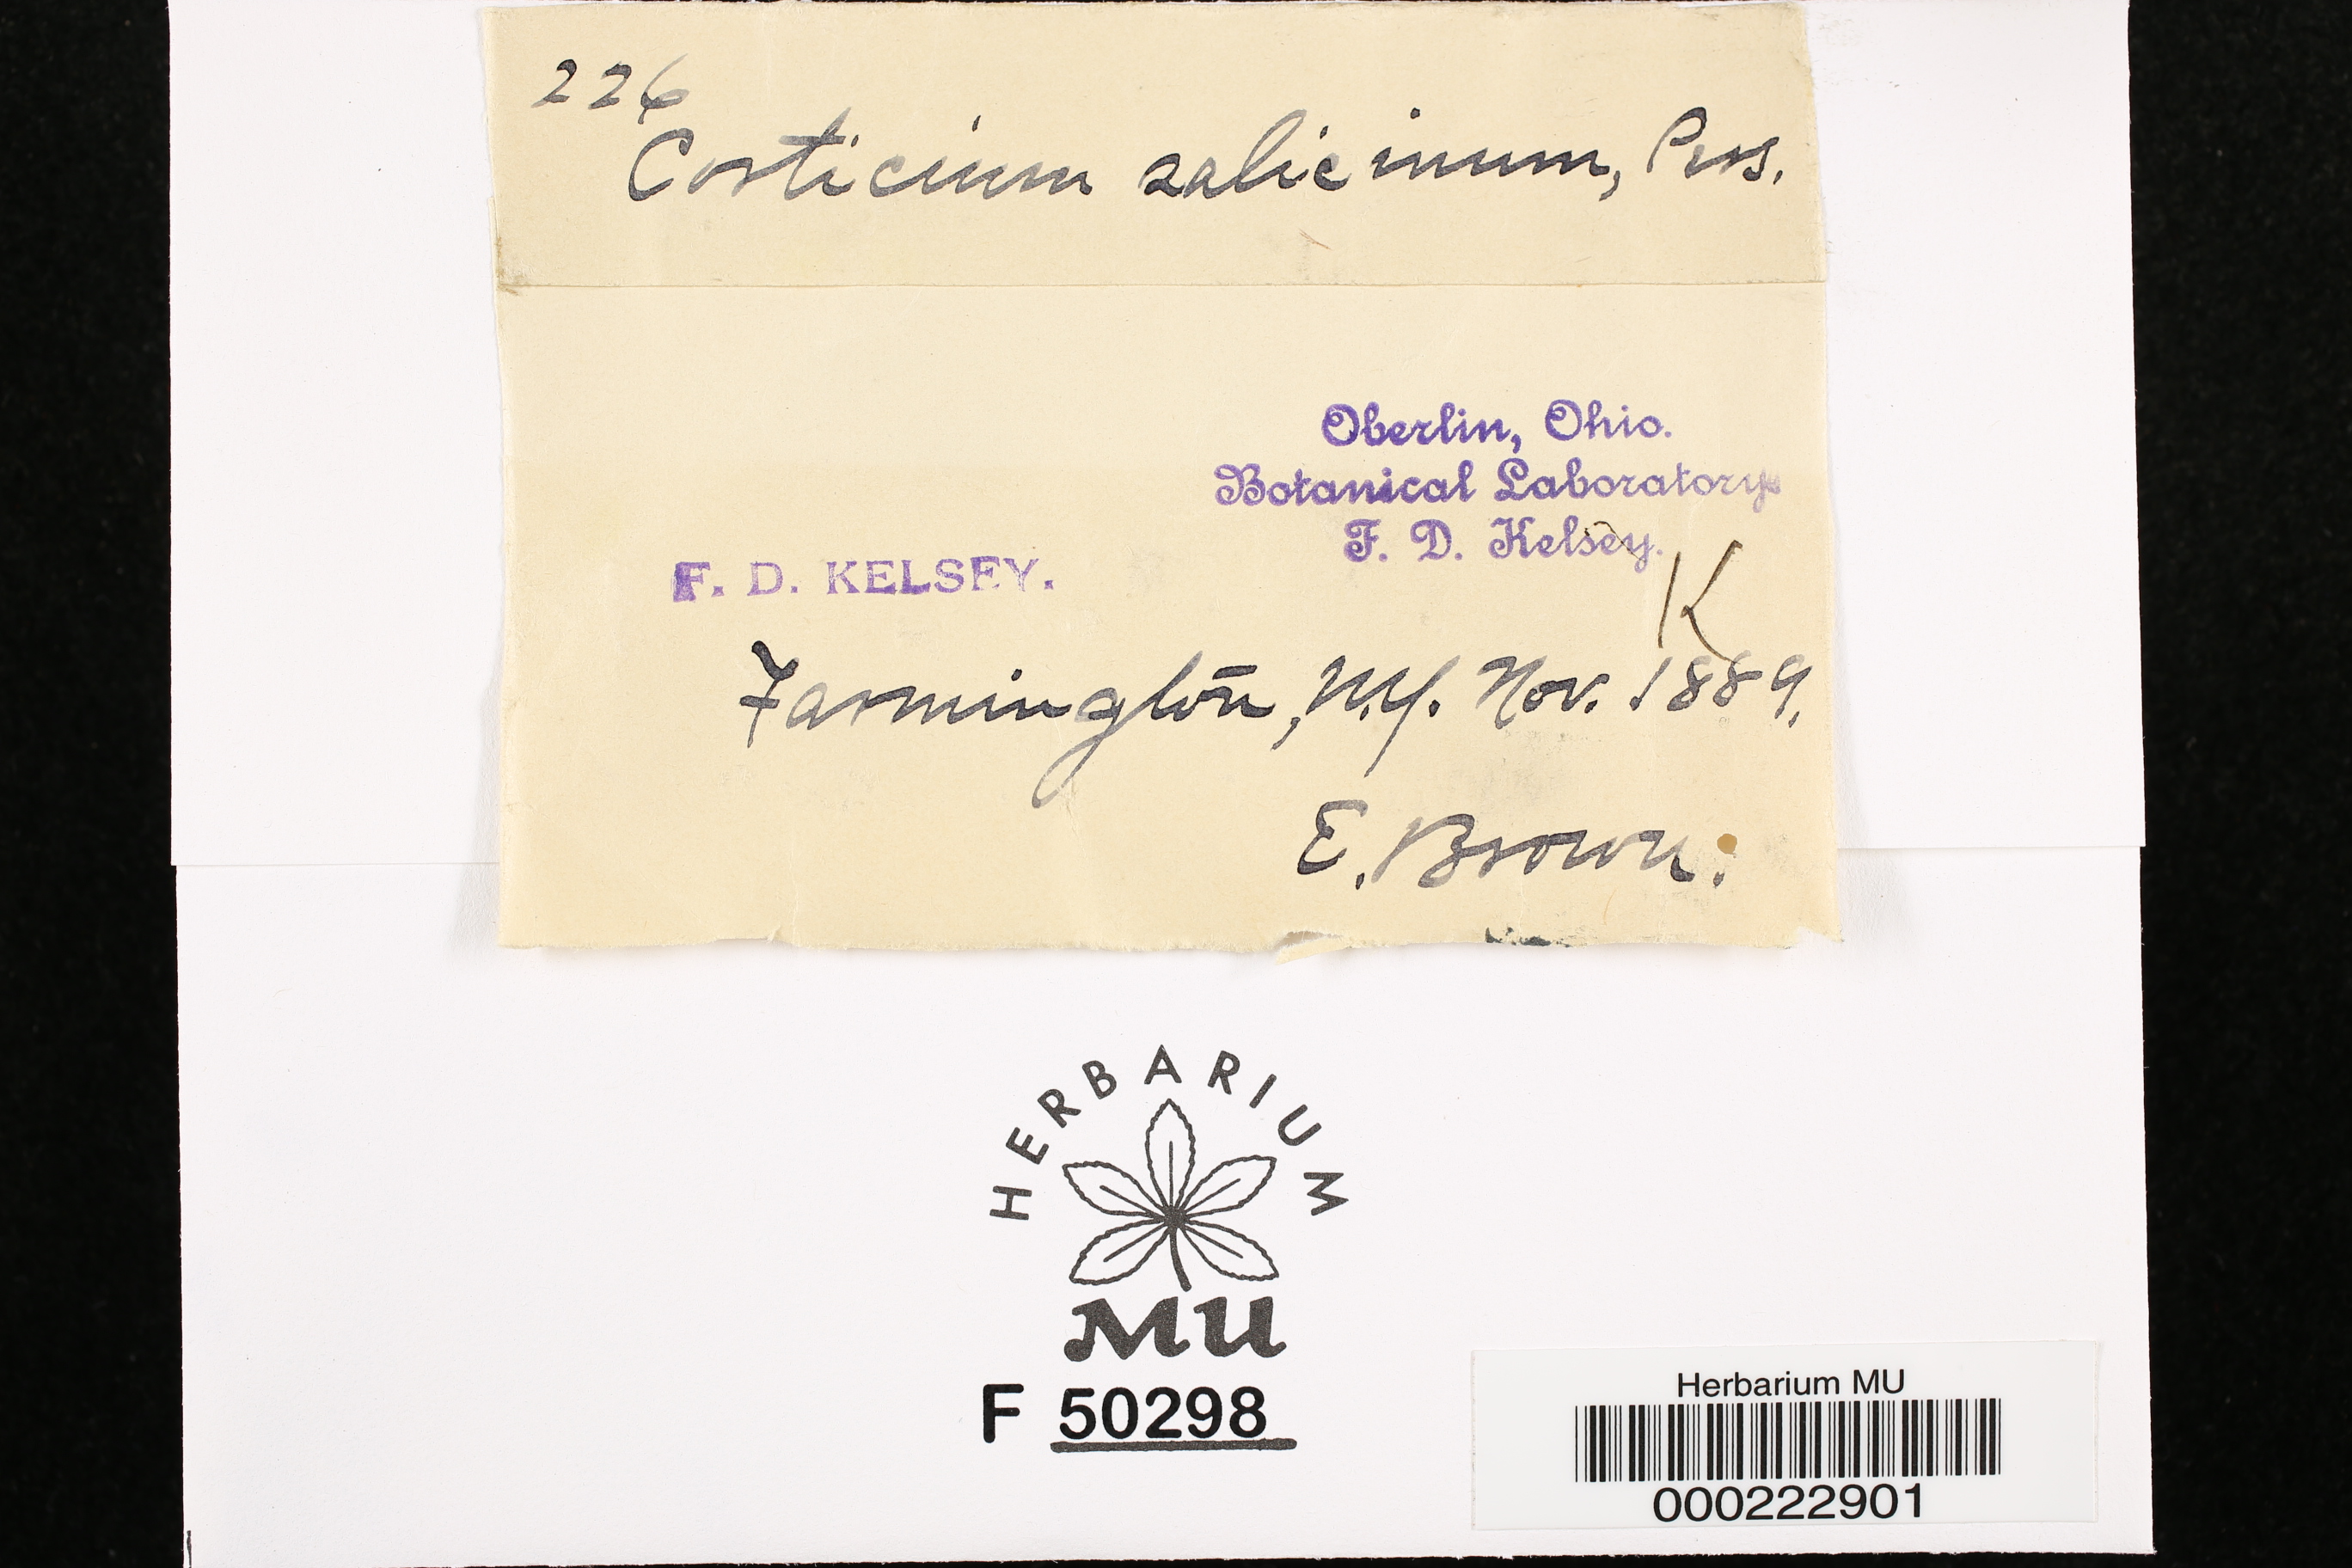 226
Corticium salicinum, Pers.
Oberlin, Ohio.
Botanical Laboratory
F. D. Kelsey.
F. D. KELSEY.
K
Farmington, N.Y. Nov. 1889.
E. Brown.
HERBARIUM
MU
F 50298
Herbarium MU
000222901